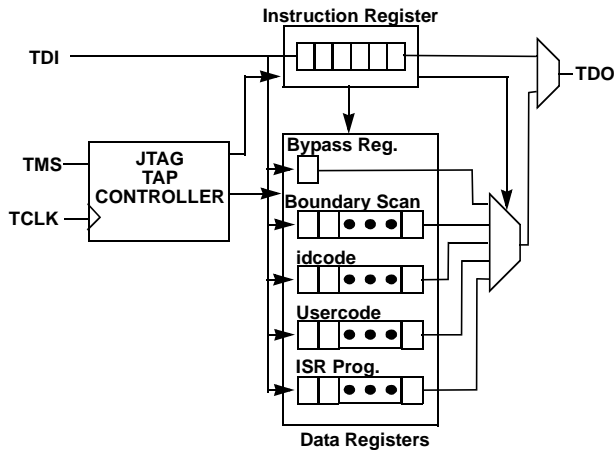 Instruction Register
TDI
TDO
JTAG
TAP
CONTROLLER
TMS
TCLK
Bypass Reg.
Boundary Scan
idcode
Usercode
ISR Prog.
Data Registers